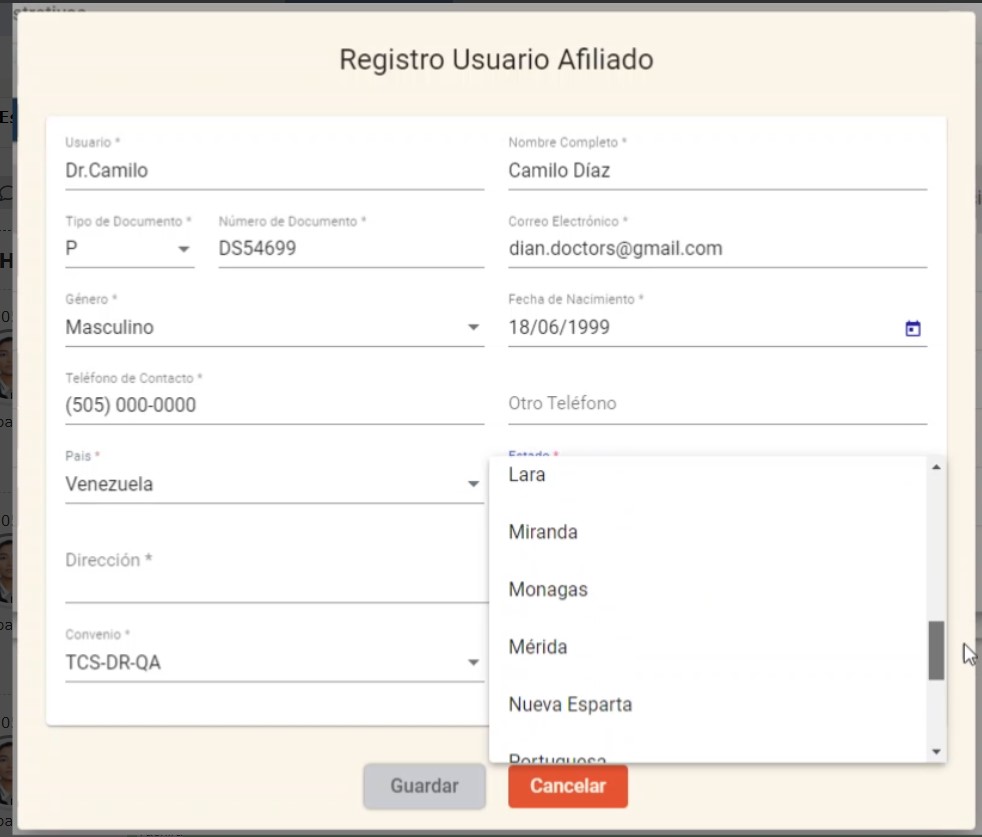 Registro Usuario Afiliado
Usuario *
Dr.Camilo
Nombre Completo *
Camilo Díaz
Tipo de Documento *
P
Número de Documento *
DS54699
Correo Electrónico *
dian.doctors@gmail.com
Género *
Masculino
Fecha de Nacimiento *
18/06/1999
Teléfono de Contacto *
(505) 000-0000
Otro Teléfono
Pais *
Venezuela
Estado *
Lara
Miranda
Monagas
Mérida
Nueva Esparta
Portuguesa
Dirección *
Convenio *
TCS-DR-QA
Guardar
Cancelar